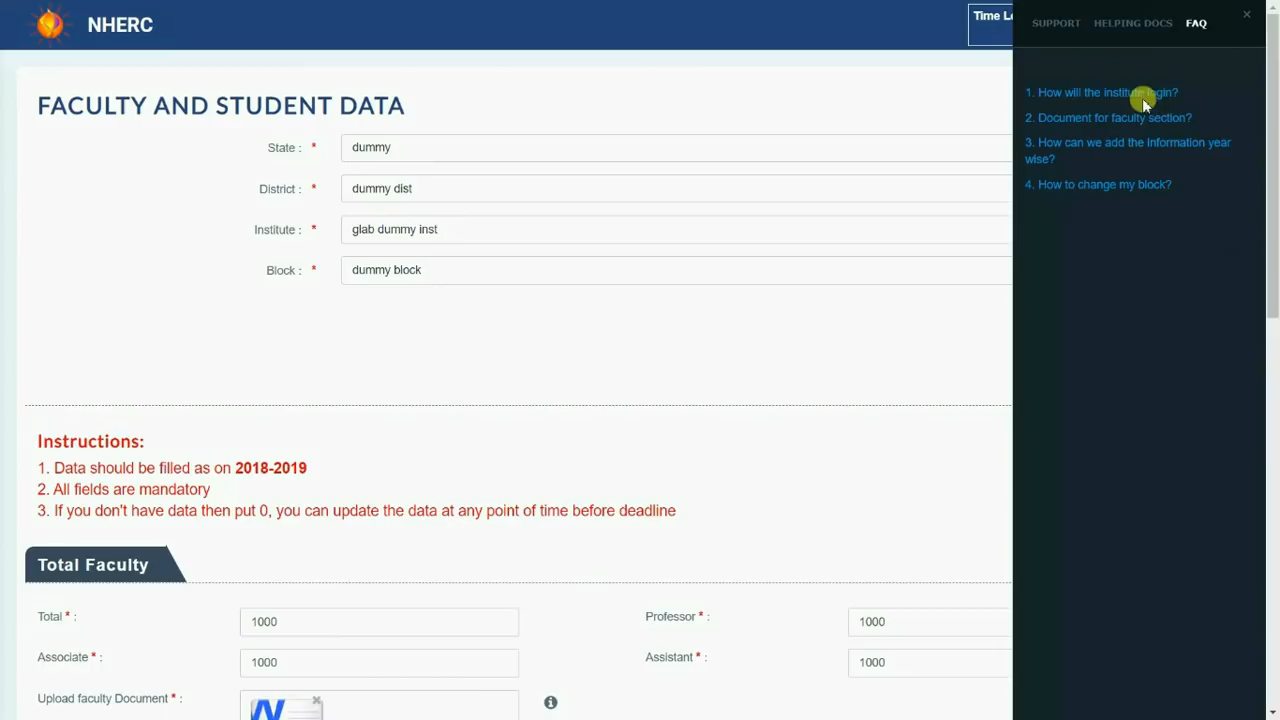 NHERC
Time Le
SUPPORT HELPING DOCS FAQ ×
FACULTY AND STUDENT DATA
State : * dummy
District : * dummy dist
Institute : * glab dummy inst
Block : * dummy block
1. How will the institute login?
2. Document for faculty section?
3. How can we add the information year
wise?
4. How to change my block?
Instructions:
1. Data should be filled as on 2018-2019
2. All fields are mandatory
3. If you don't have data then put 0, you can update the data at any point of time before deadline
Total Faculty
Total * : 1000 Professor * : 1000
Associate * : 1000 Assistant * : 1000
Upload faculty Document * :